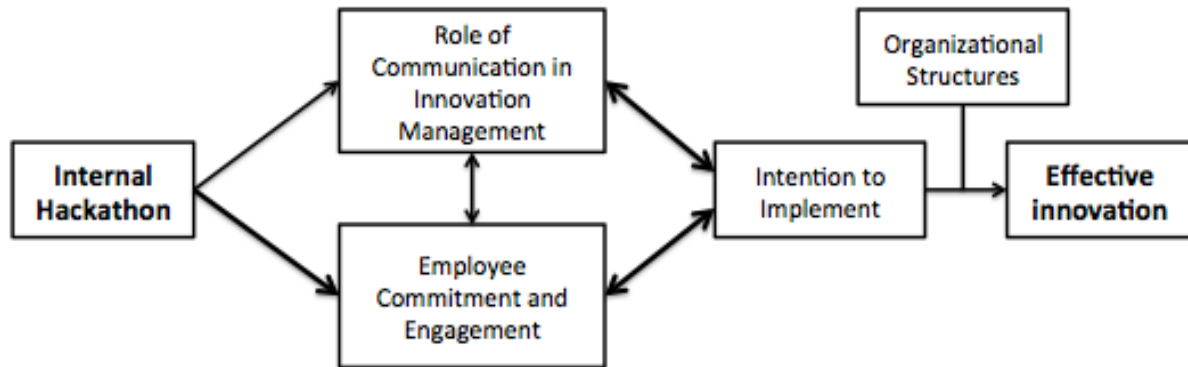 Role of
Communication in
Innovation
Management
Organizational
Structures
Internal
Hackathon
Intention to
Implement
Effective
innovation
Employee
Commitment and
Engagement